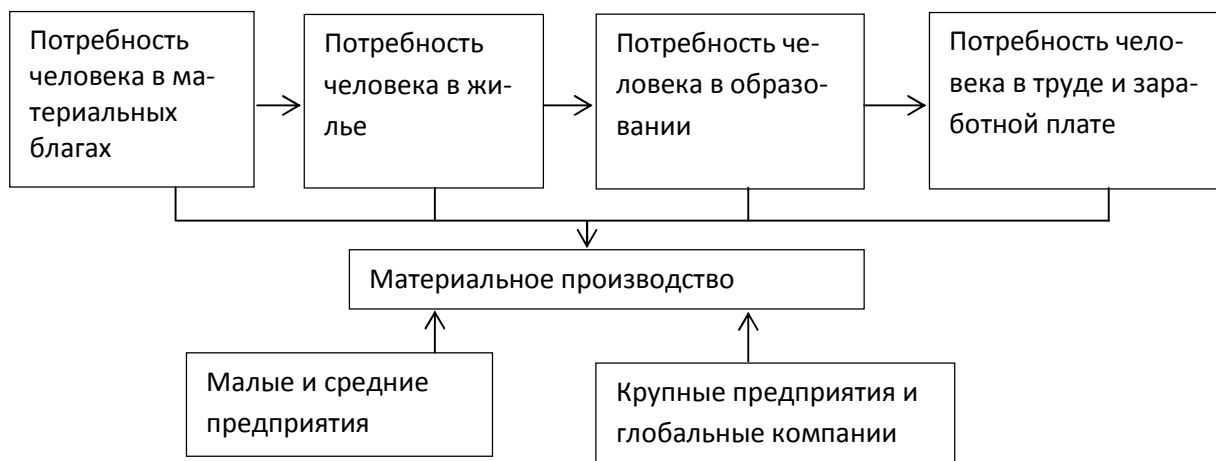 Потребность
человека в ма-
териальных
благах
Потребность
человека в жи-
лье
Потребность че-
ловека в образо-
вании
Потребность чело-
века в труде и зара-
ботной плате
Материальное производство
Малые и средние
предприятия
Крупные предприятия и
глобальные компании